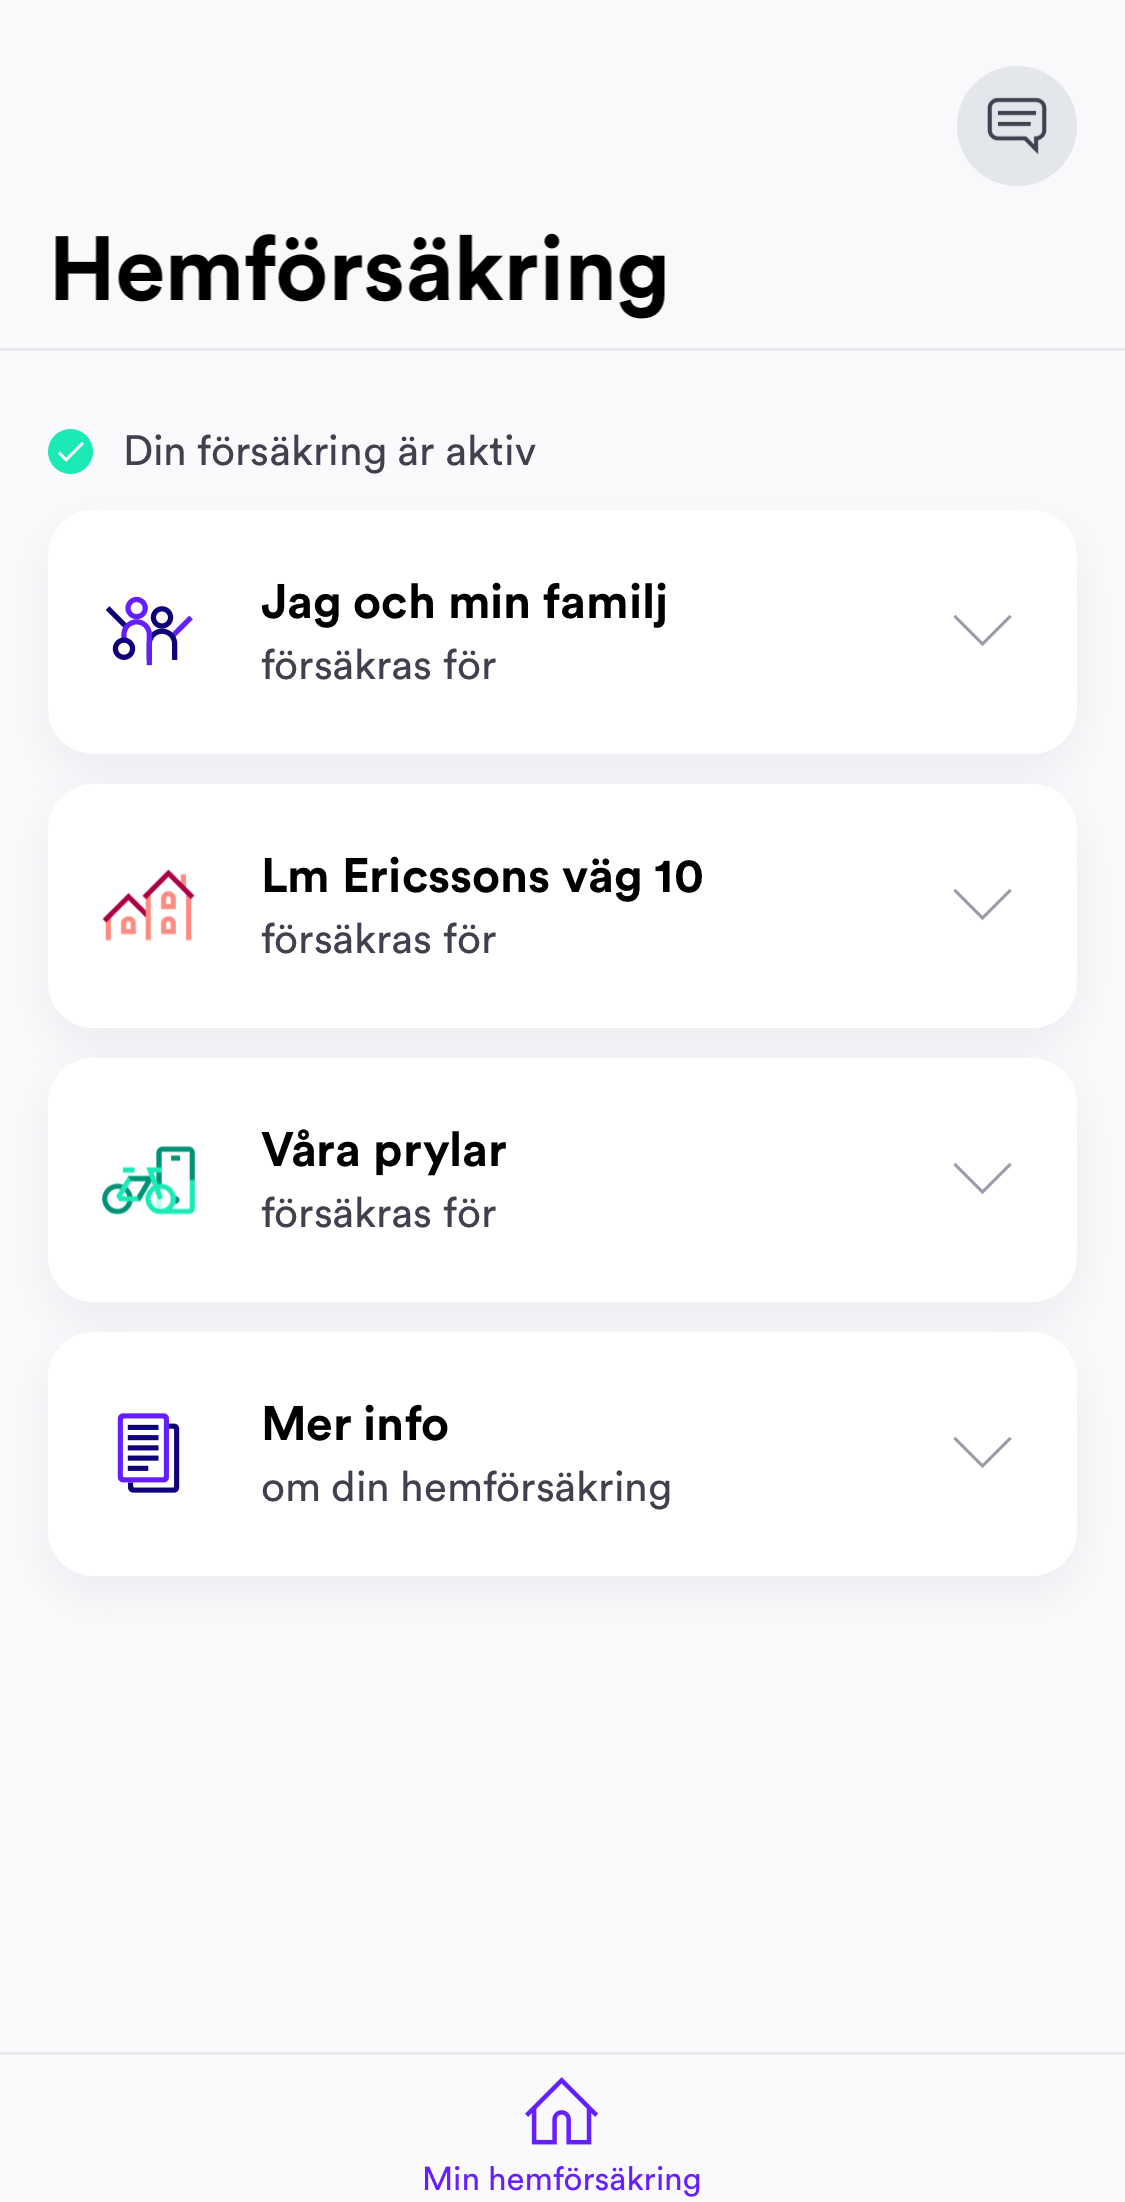 Hemförsäkring
Din försäkring är aktiv
Jag och min familj
försäkras för
Lm Ericssons väg 10
försäkras för
Våra prylar
försäkras för
Mer info
om din hemförsäkring
Min hemförsäkring